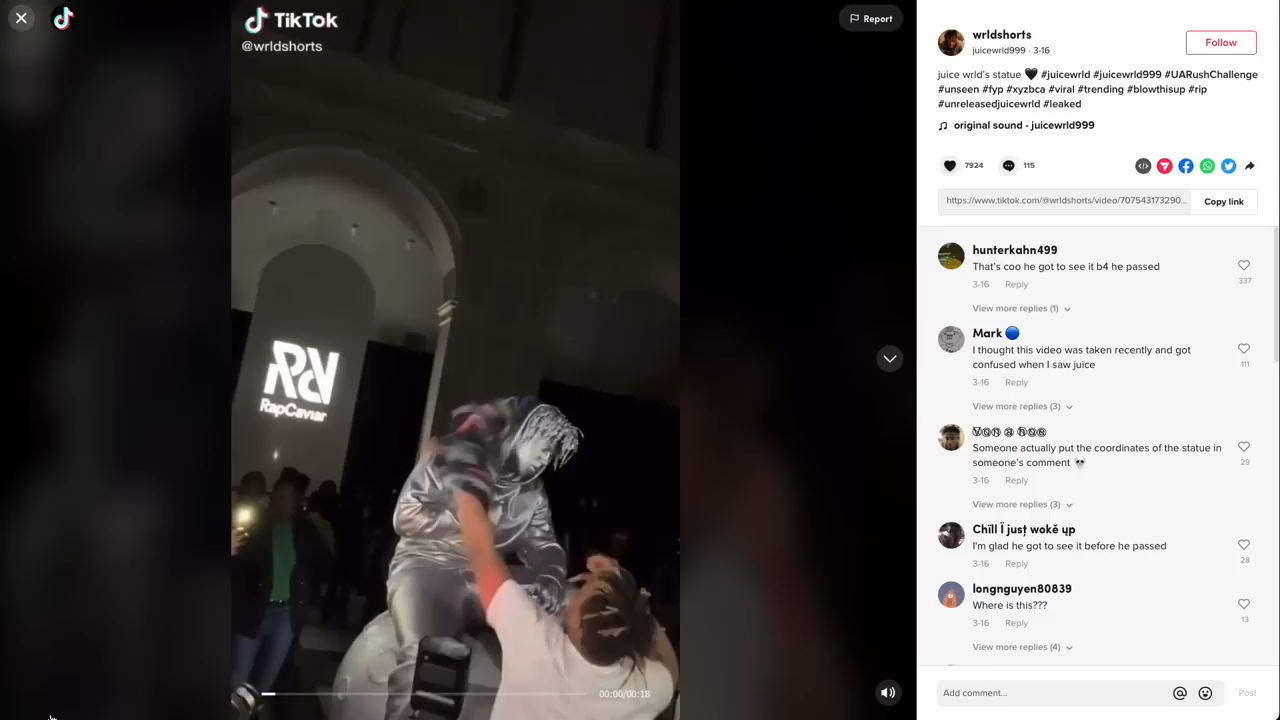 TikTok
@wrldshorts
Report
RapCaviar
00:00/00:18
wrldshorts
juicewrld999 · 3-16
Follow
juice wrld's statue 🖤 #juicewrld #juicewrld999 #UARushChallenge
#unseen #fyp #xyzbca #viral #trending #blowthisup #rip
#unreleasedjuicewrld #leaked
original sound - juicewrld999
7924
115
https://www.tiktok.com/@wrldshorts/video/707543173290...
Copy link
hunterkahn499
That's coo he got to see it b4 he passed
3-16 Reply
337
View more replies (1)
Mark 🔵
I thought this video was taken recently and got
confused when I saw juice
3-16 Reply
111
View more replies (3)
Someone actually put the coordinates of the statue in
someone's comment 💀
3-16 Reply
29
View more replies (3)
Chïll Ï jusţ wokě ųp
I'm glad he got to see it before he passed
3-16 Reply
28
longnguyen80839
Where is this???
3-16 Reply
13
View more replies (4)
Add comment...
Post